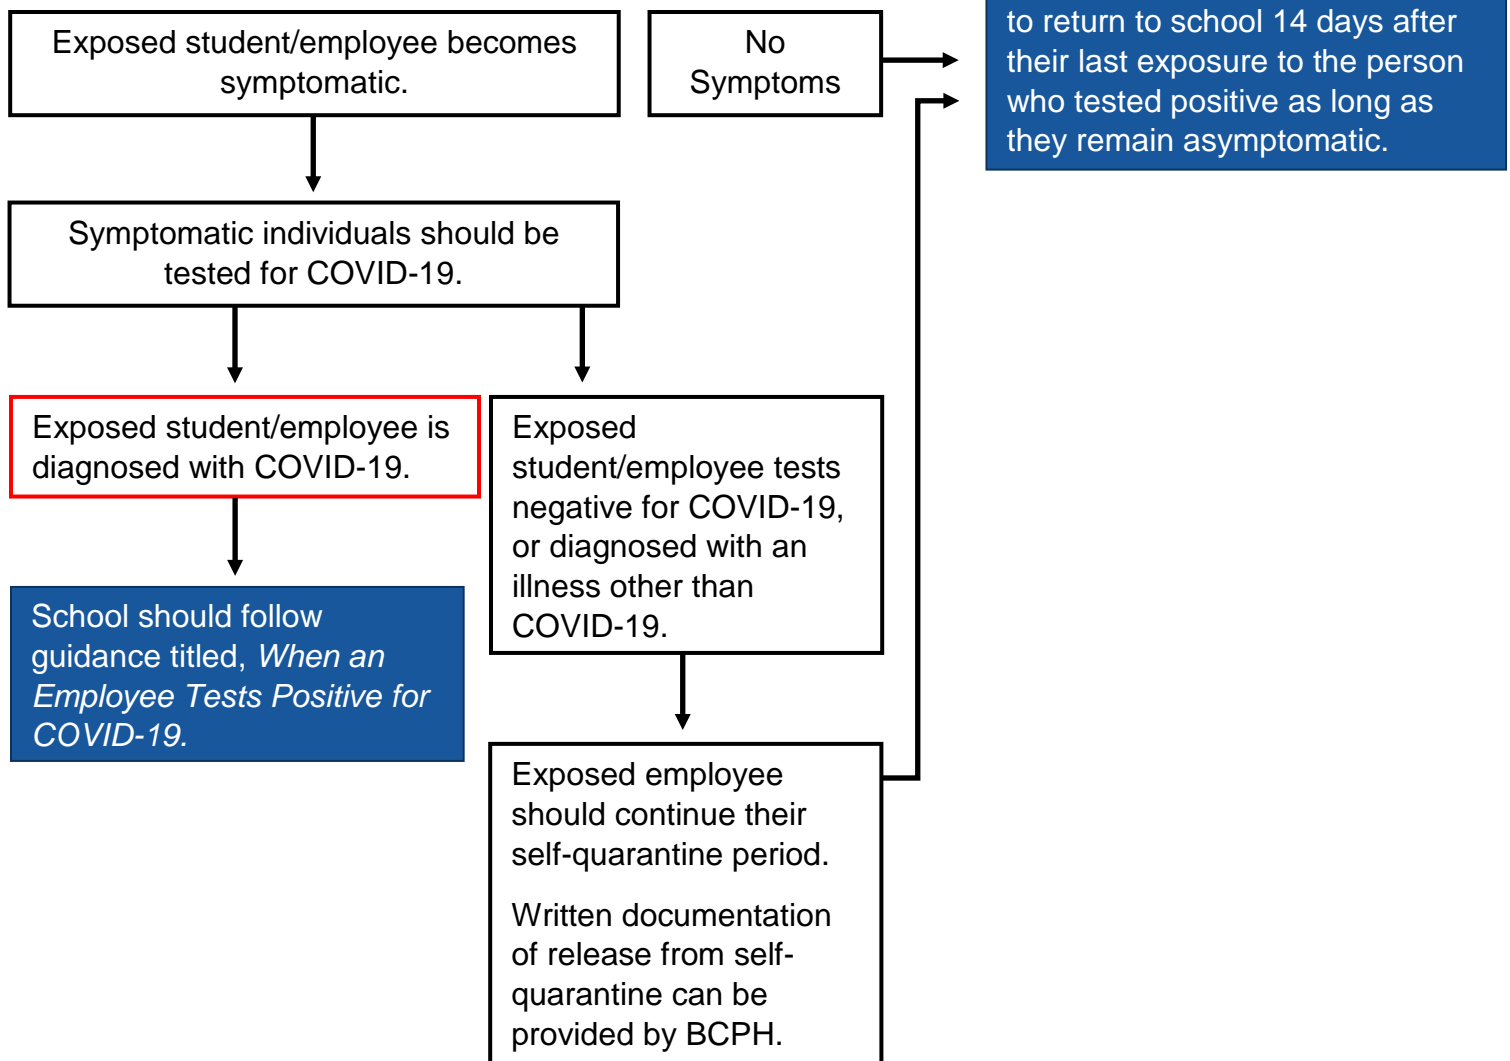 Exposed student/employee becomes
symptomatic.
No
Symptoms
to return to school 14 days after
their last exposure to the person
who tested positive as long as
they remain asymptomatic.
Symptomatic individuals should be
tested for COVID-19.
Exposed student/employee is
diagnosed with COVID-19.
Exposed
student/employee tests
negative for COVID-19,
or diagnosed with an
illness other than
COVID-19.
School should follow
guidance titled, When an
Employee Tests Positive for
COVID-19.
Exposed employee
should continue their
self-quarantine period.
Written documentation
of release from self-
quarantine can be
provided by BCPH.